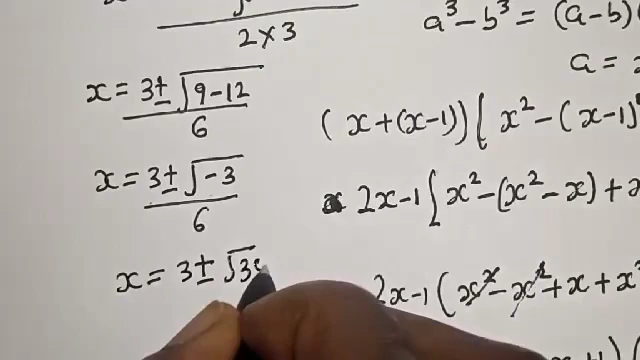 2 × 3
x = 3 ± √9 - 12
6
x = 3 ± √-3
6
x = 3 ± √3
a³ - b³ = (a - b)(
a =
(x + (x - 1)) [x² - (x - 1)
2x - 1 [x² - (x² - x) +
2x - 1 (x² - x² + x + x²